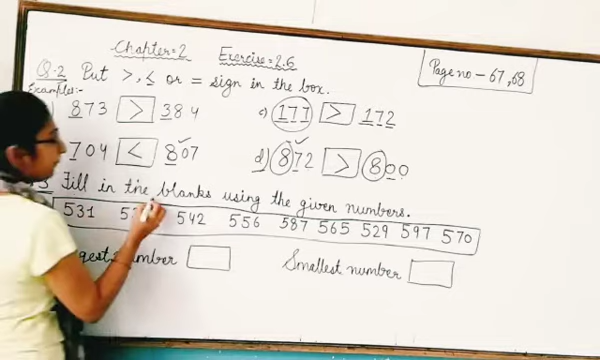 Chapter=2 Exercise=2.6
Page no - 67,68
Q.2 Put >, < or = sign in the box.
Examples:-
873 > 384 c) 177 > 172
704 < 807 d) 872 > 800
3 Fill in the blanks using the given numbers.
531 542 556 587 565 529 597 570
gest number Smallest number